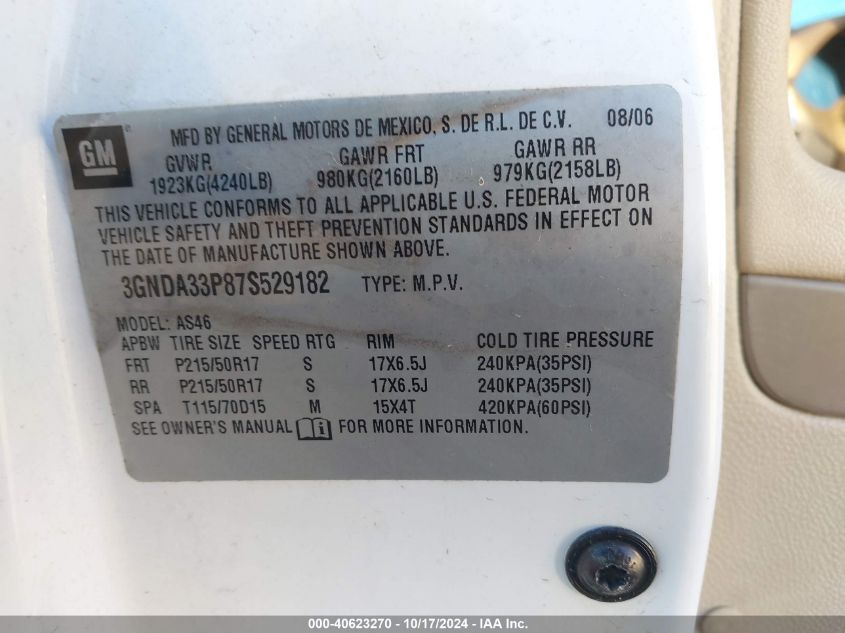 GM
MFD BY GENERAL MOTORS DE MEXICO, S. DE R.L. DE C.V. 08/06
GVWR GAWR FRT GAWR RR
1923KG(4240LB) 980KG(2160LB) 979KG(2158LB)
THIS VEHICLE CONFORMS TO ALL APPLICABLE U.S. FEDERAL MOTOR
VEHICLE SAFETY AND THEFT PREVENTION STANDARDS IN EFFECT ON
THE DATE OF MANUFACTURE SHOWN ABOVE.
3GNDA33P87S529182 TYPE: M.P.V.
MODEL: AS46
APBW TIRE SIZE SPEED RTG RIM COLD TIRE PRESSURE
FRT P215/50R17 S 17X6.5J 240KPA(35PSI)
RR P215/50R17 S 17X6.5J 240KPA(35PSI)
SPA T115/70D15 M 15X4T 420KPA(60PSI)
SEE OWNER'S MANUAL FOR MORE INFORMATION.
000-40623270 - 10/17/2024 - IAA Inc.